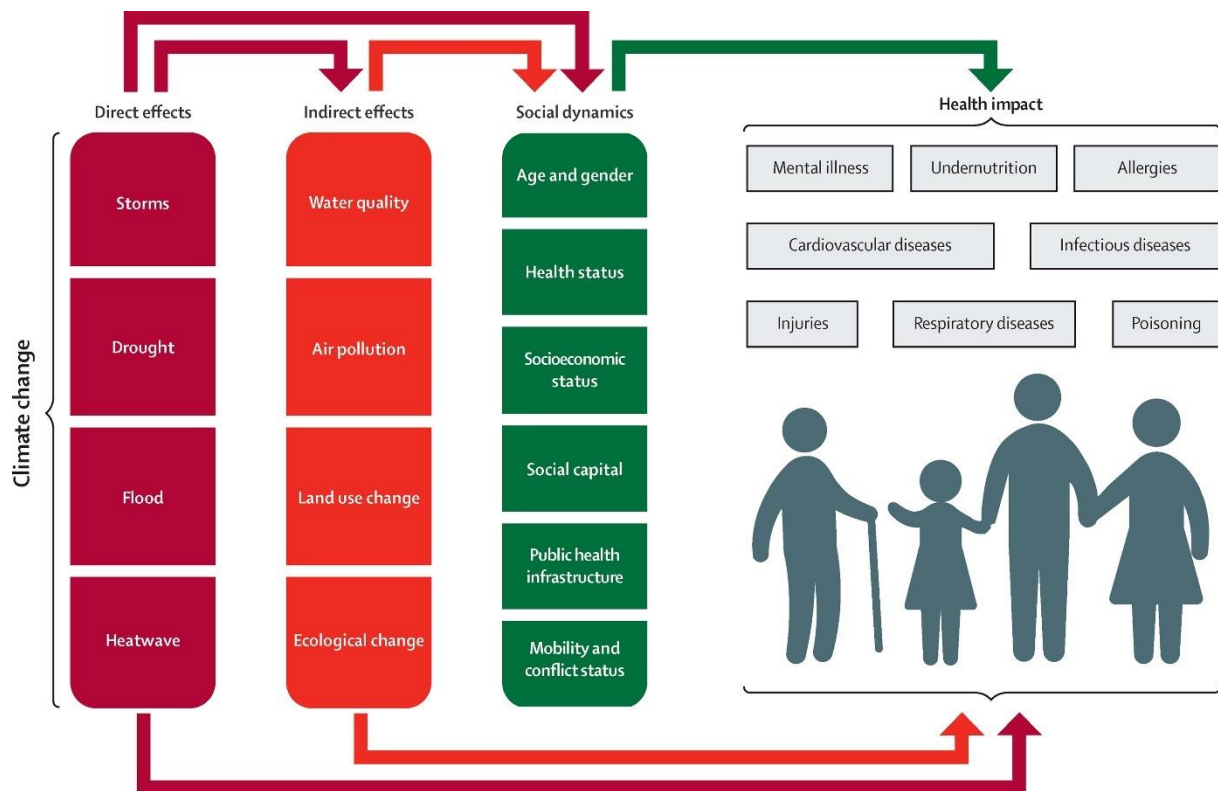 Direct effects
Indirect effects
Social dynamics
Health impact
Climate change
Storms
Drought
Flood
Heatwave
Water quality
Air pollution
Land use change
Ecological change
Age and gender
Health status
Socioeconomic
status
Social capital
Public health
infrastructure
Mobility and
conflict status
Mental illness
Undernutrition
Allergies
Cardiovascular diseases
Infectious diseases
Injuries
Respiratory diseases
Poisoning